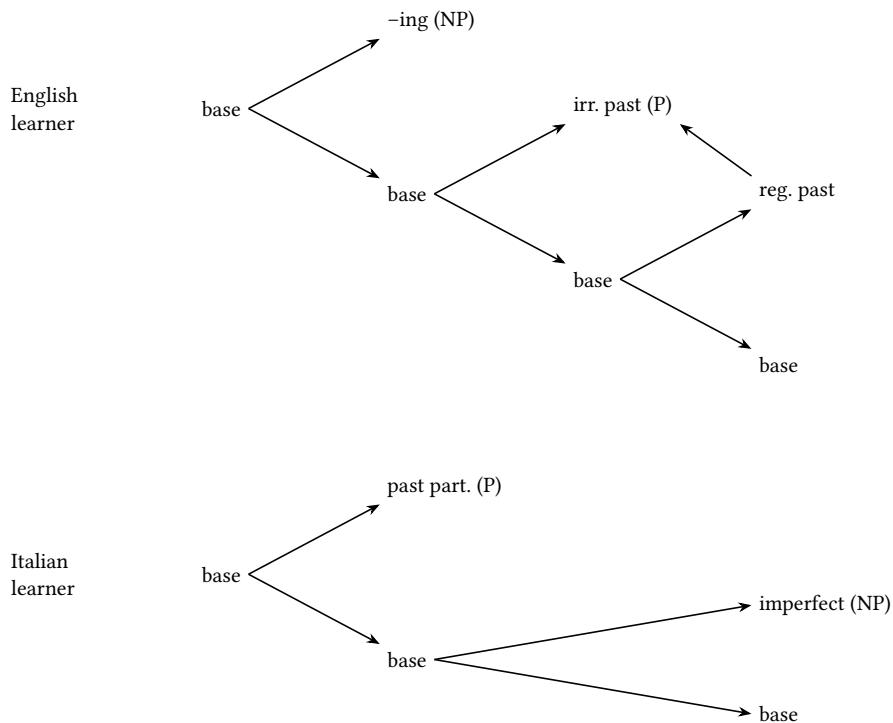 –ing (NP)
English
learner
base
irr. past (P)
base
reg. past
base
base
past part. (P)
Italian
learner
base
imperfect (NP)
base
base